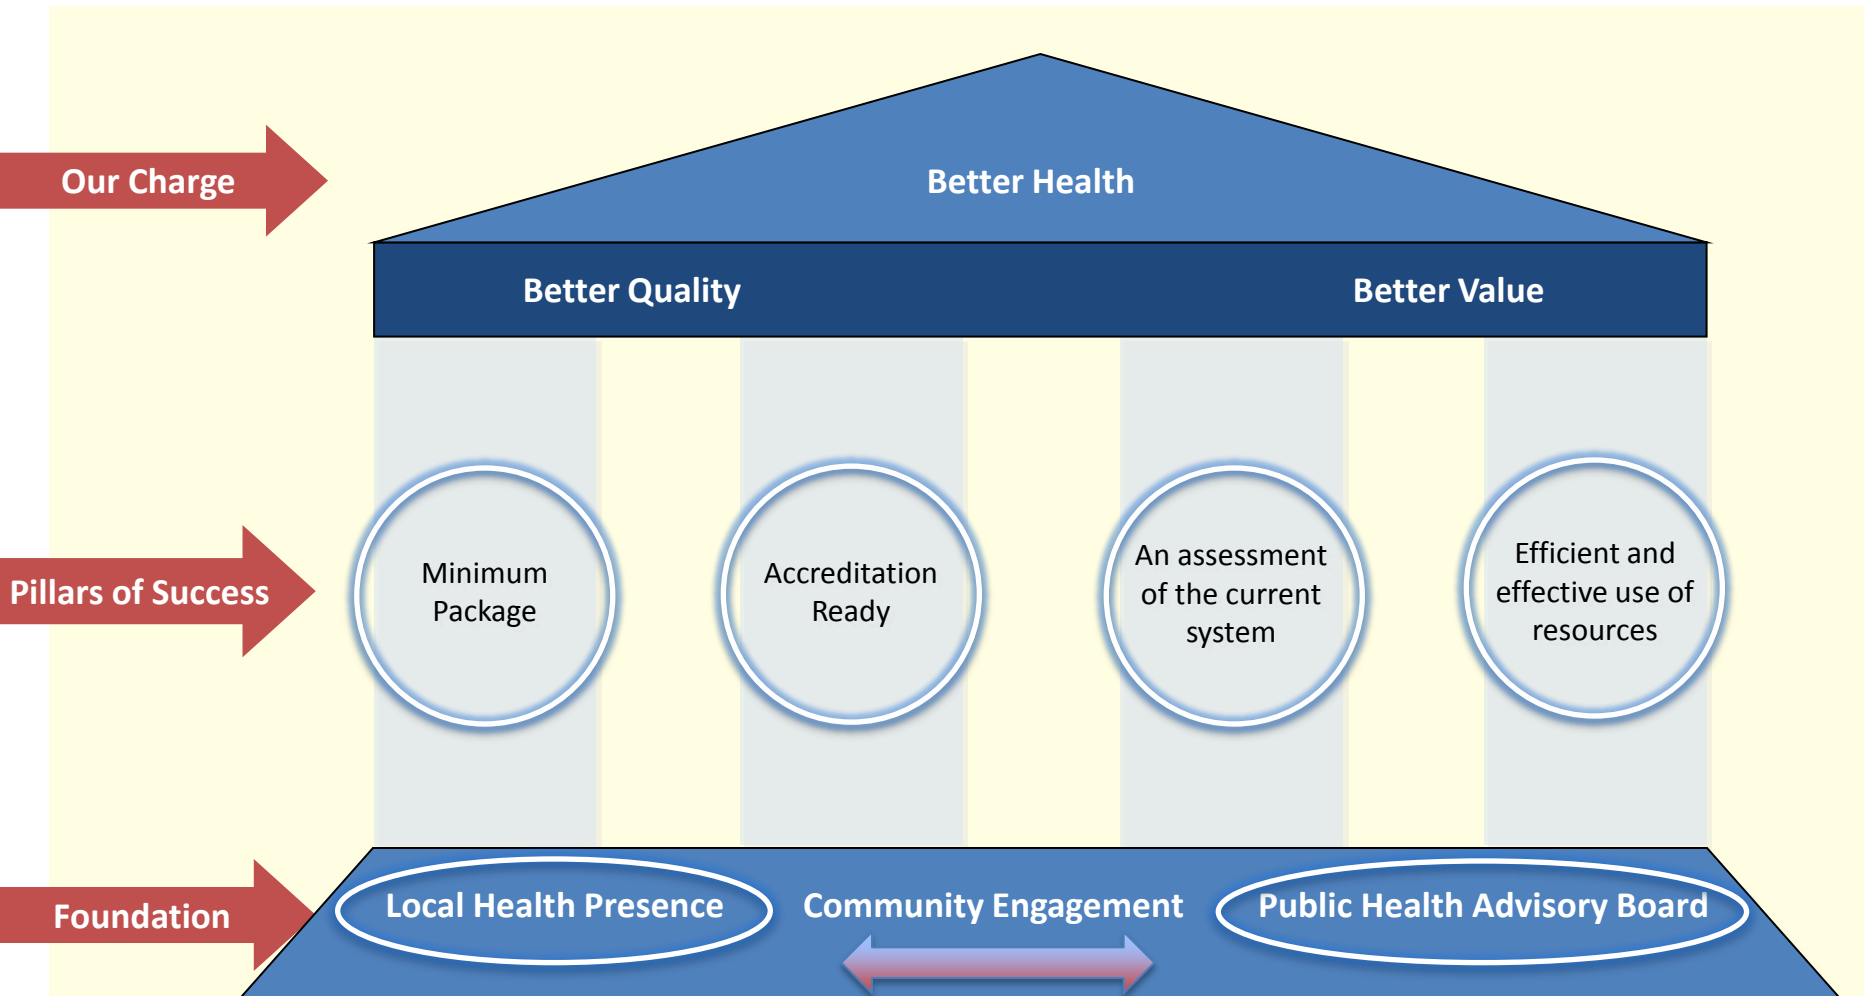 Our Charge
Better Health
Better Quality
Better Value
Pillars of Success
Minimum
Package
Accreditation
Ready
An assessment
of the current
system
Efficient and
effective use of
resources
Foundation
Local Health Presence
Community Engagement
Public Health Advisory Board